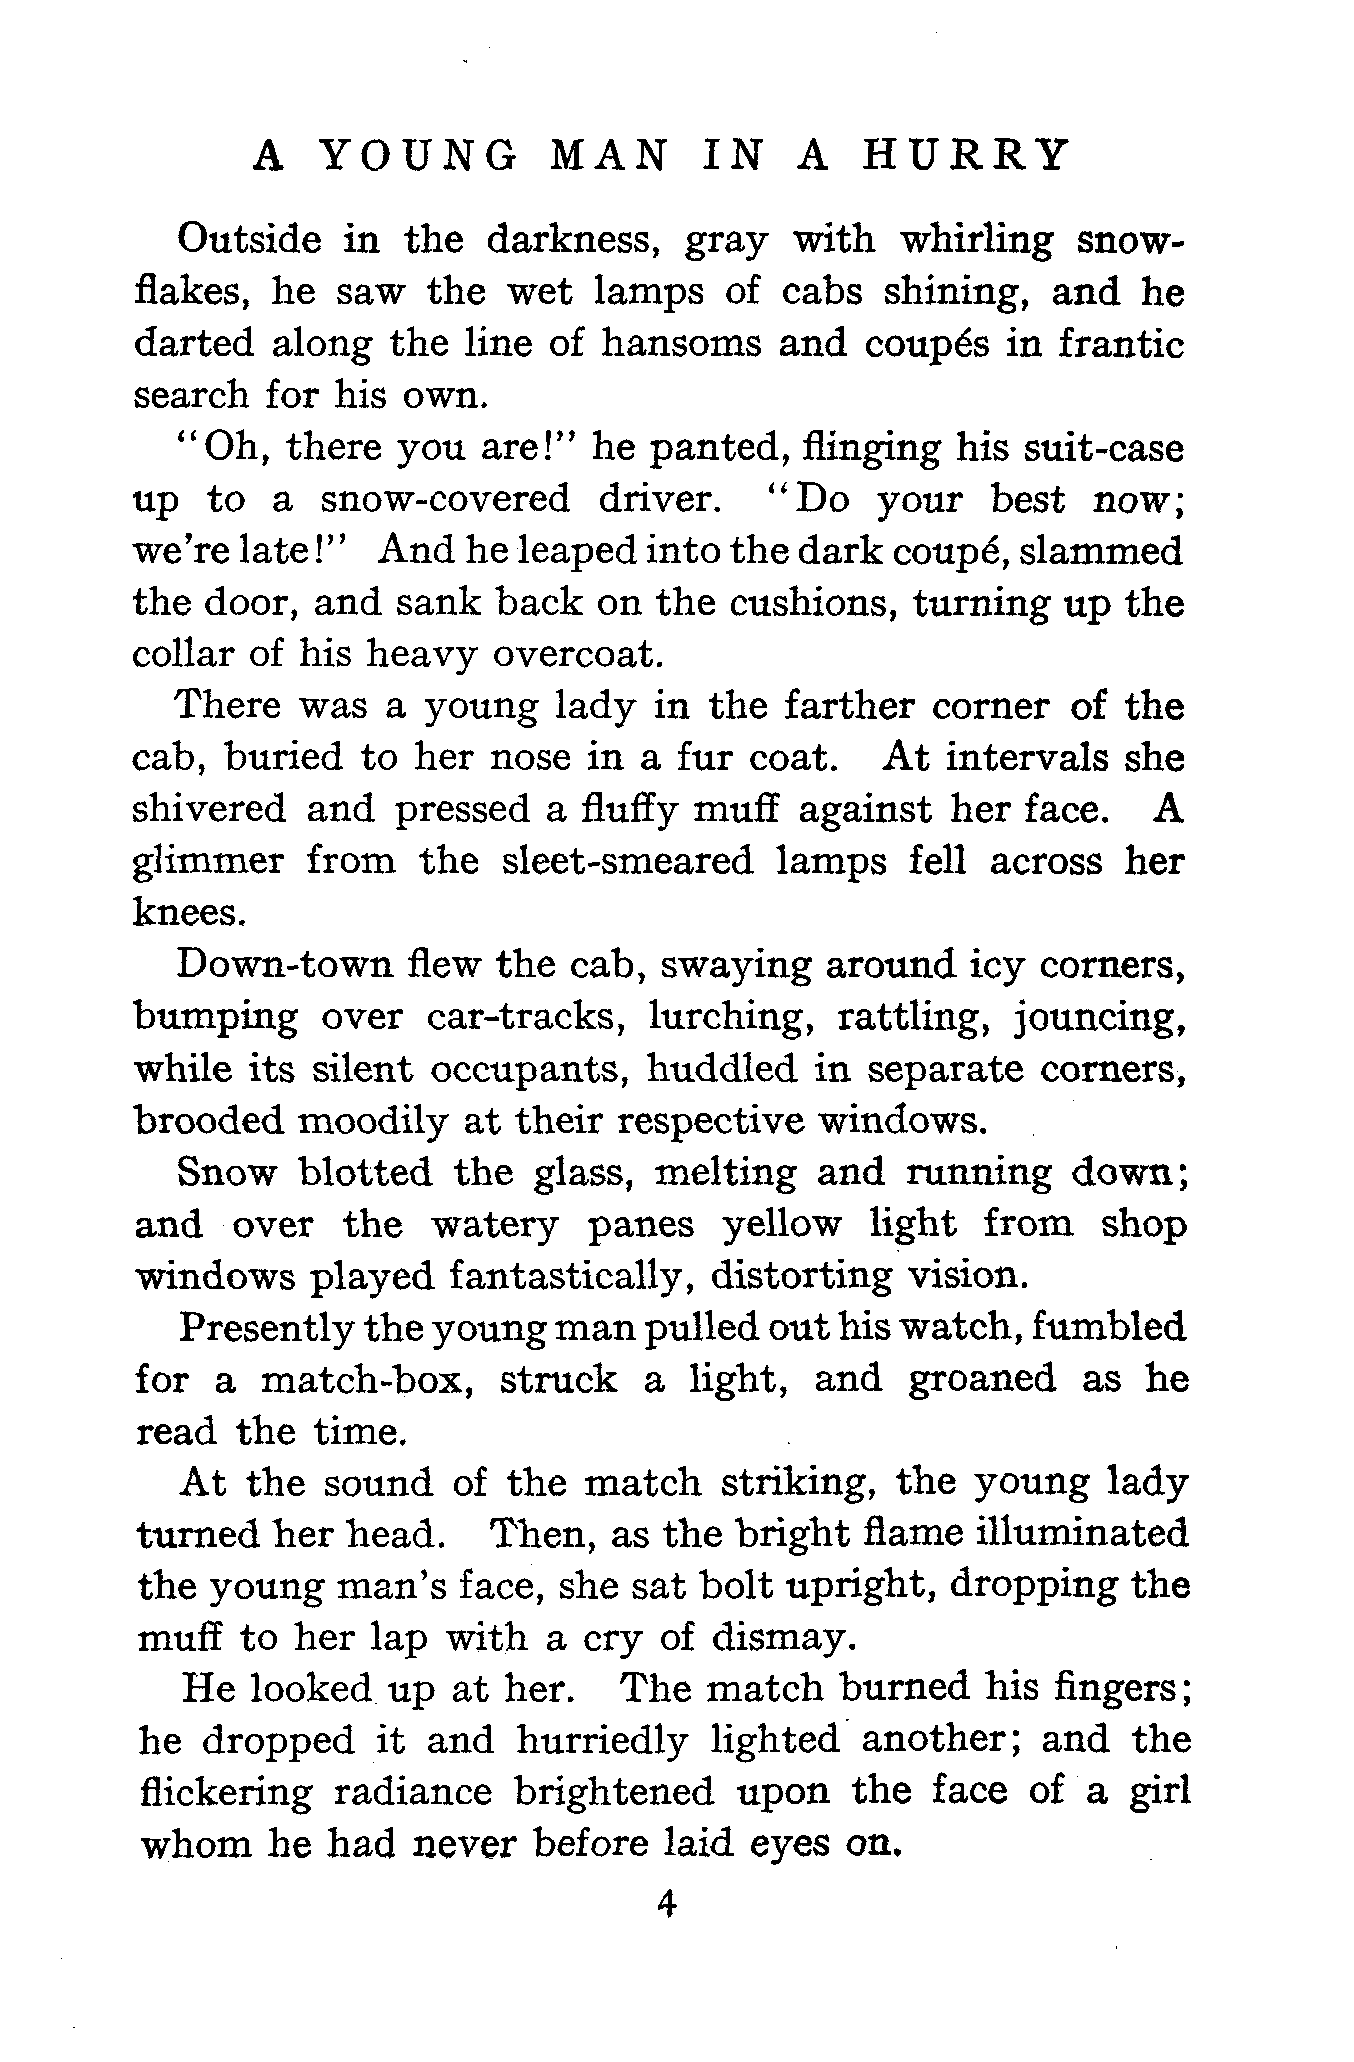 A YOUNG MAN IN A HURRY
Outside in the darkness, gray with whirling snow-
flakes, he saw the wet lamps of cabs shining, and he
darted along the line of hansoms and coupés in frantic
search for his own.
"Oh, there you are!" he panted, flinging his suit-case
up to a snow-covered driver. "Do your best now;
we're late!" And he leaped into the dark coupé, slammed
the door, and sank back on the cushions, turning up the
collar of his heavy overcoat.
There was a young lady in the farther corner of the
cab, buried to her nose in a fur coat. At intervals she
shivered and pressed a fluffy muff against her face. A
glimmer from the sleet-smeared lamps fell across her
knees.
Down-town flew the cab, swaying around icy corners,
bumping over car-tracks, lurching, rattling, jouncing,
while its silent occupants, huddled in separate corners,
brooded moodily at their respective windows.
Snow blotted the glass, melting and running down;
and over the watery panes yellow light from shop
windows played fantastically, distorting vision.
Presently the young man pulled out his watch, fumbled
for a match-box, struck a light, and groaned as he
read the time.
At the sound of the match striking, the young lady
turned her head. Then, as the bright flame illuminated
the young man's face, she sat bolt upright, dropping the
muff to her lap with a cry of dismay.
He looked up at her. The match burned his fingers;
he dropped it and hurriedly lighted another; and the
flickering radiance brightened upon the face of a girl
whom he had never before laid eyes on.
4